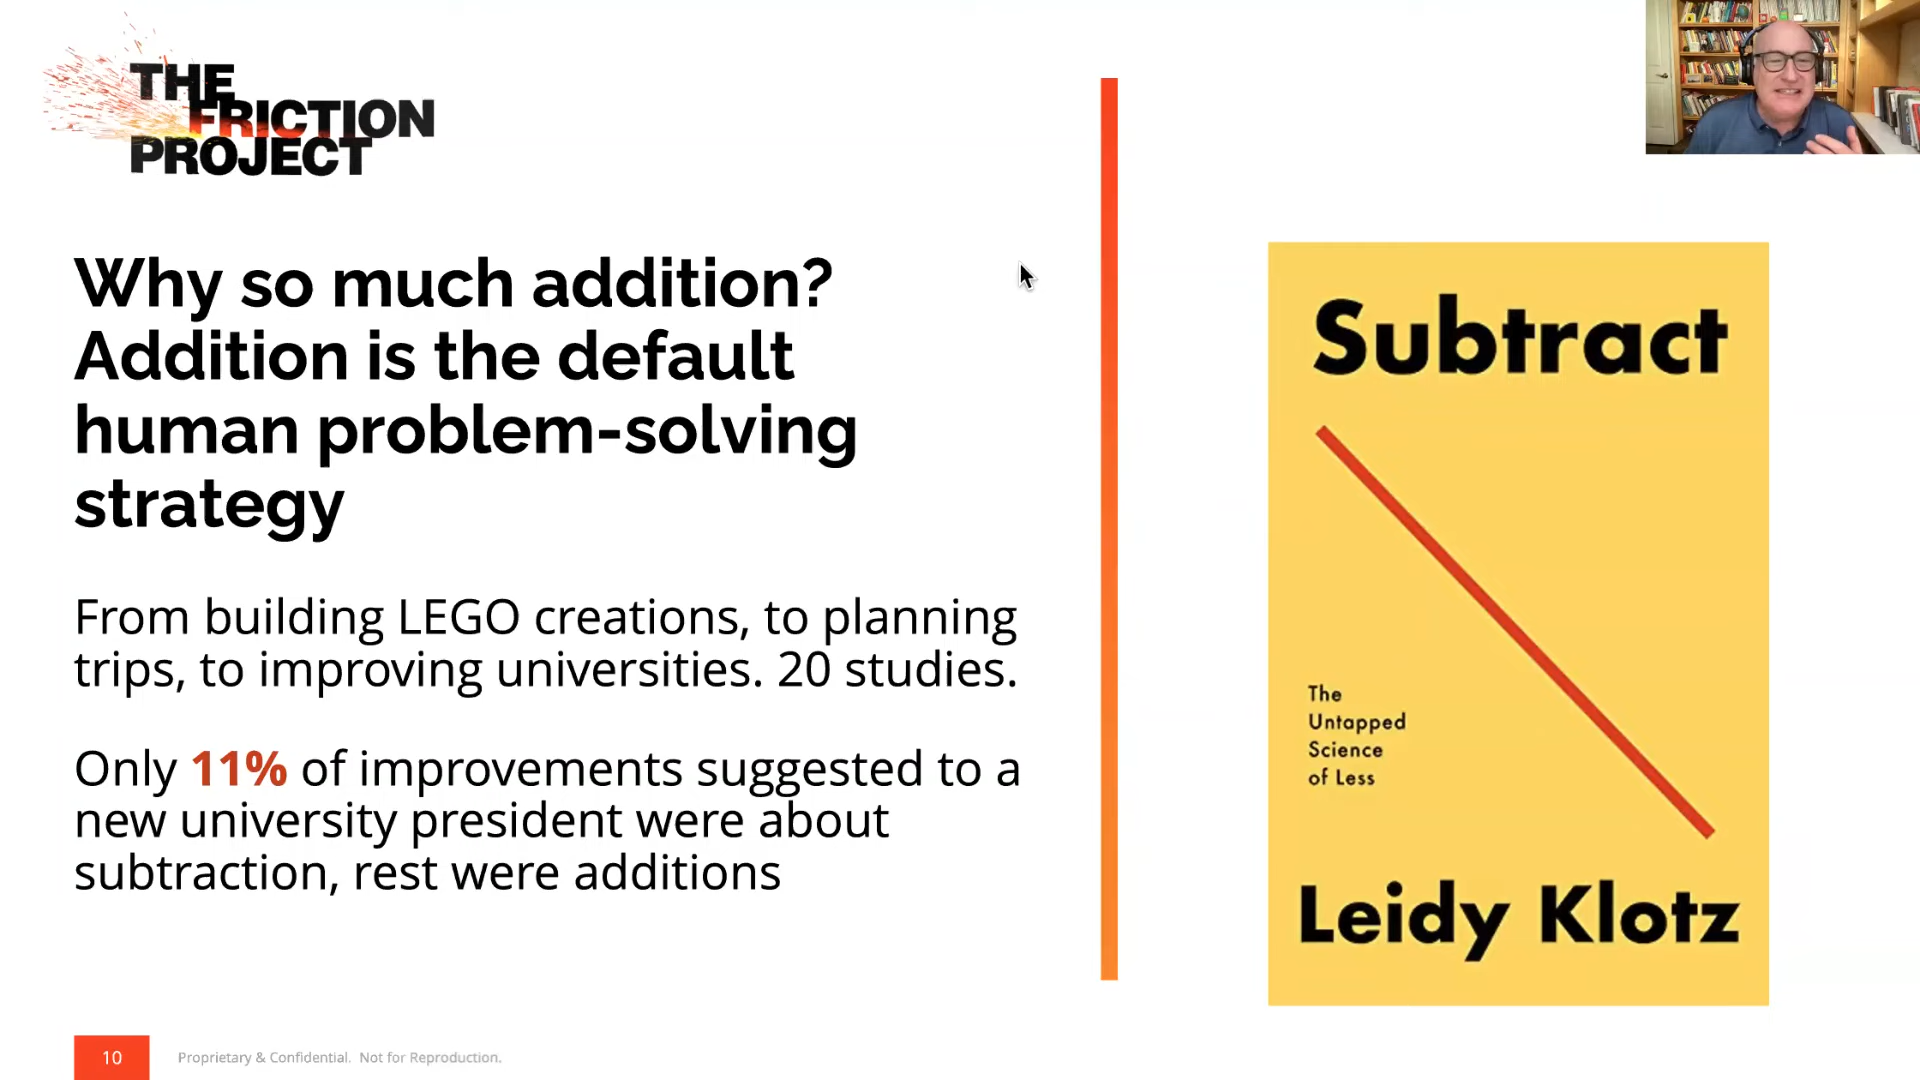 THE
FRICTION
PROJECT
Why so much addition?
Addition is the default
human problem-solving
strategy
From building LEGO creations, to planning
trips, to improving universities. 20 studies.
Only 11% of improvements suggested to a
new university president were about
subtraction, rest were additions
Subtract
The
Untapped
Science
of Less
Leidy Klotz
10
Proprietary & Confidential. Not for Reproduction.